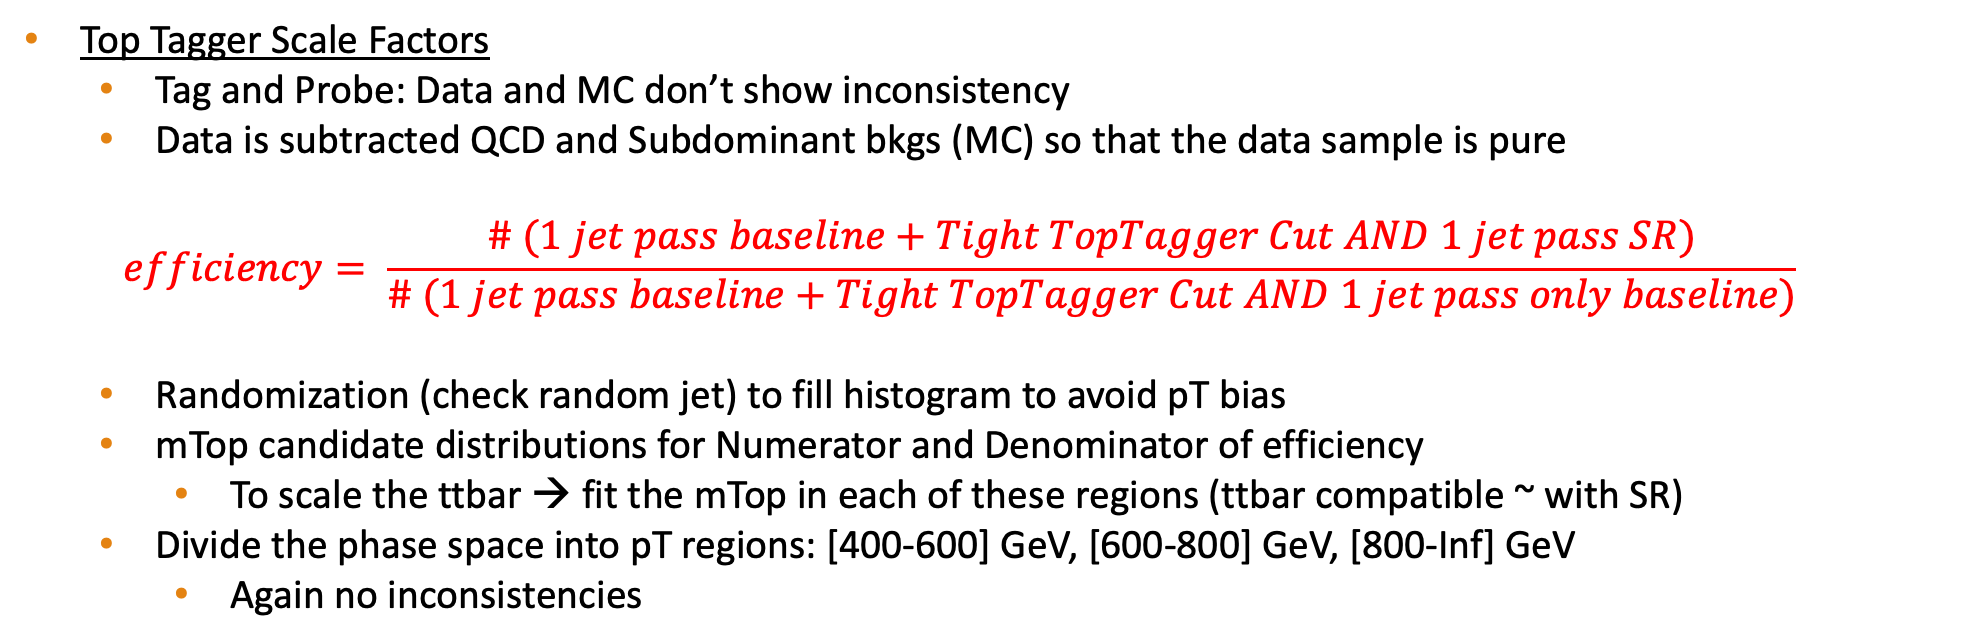 • Top Tagger Scale Factors
• Tag and Probe: Data and MC don’t show inconsistency
• Data is subtracted QCD and Subdominant bkgs (MC) so that the data sample is pure
# (1 jet pass baseline + Tight TopTagger Cut AND 1 jet pass SR)
efficiency =
# (1 jet pass baseline + Tight TopTagger Cut AND 1 jet pass only baseline)
• Randomization (check random jet) to fill histogram to avoid pT bias
• mTop candidate distributions for Numerator and Denominator of efficiency
• To scale the ttbar → fit the mTop in each of these regions (ttbar compatible ~ with SR)
• Divide the phase space into pT regions: [400-600] GeV, [600-800] GeV, [800-Inf] GeV
• Again no inconsistencies